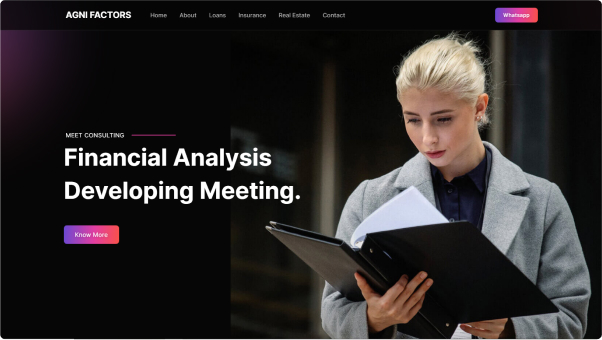 AGNI FACTORS
Home About Loans Insurance Real Estate Contact
Whatsapp
MEET CONSULTING
Financial Analysis
Developing Meeting.
Know More